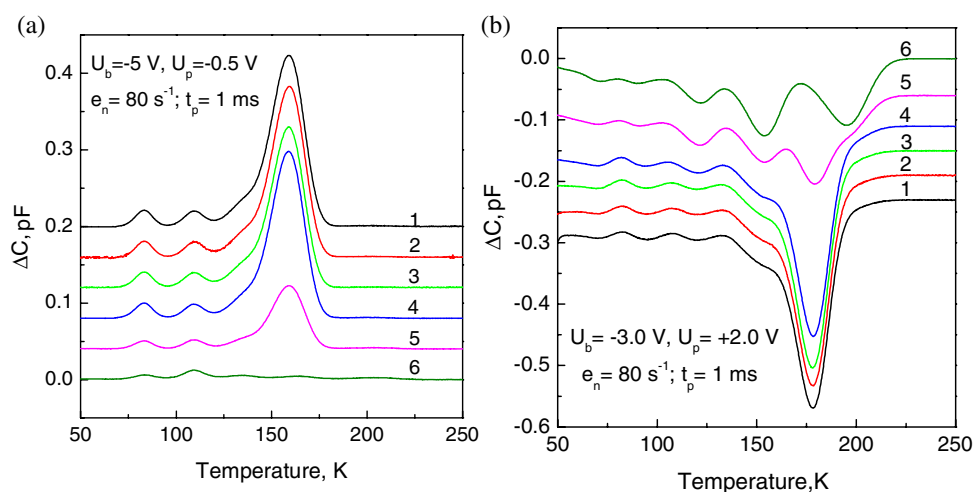 (a)
U_b=-5 V, U_p=-0.5 V
e_n= 80 s⁻¹; t_p= 1 ms
0.4
0.3
0.2
0.1
0.0
ΔC, pF
1
2
3
4
5
6
50 100 150 200 250
Temperature, K
(b)
0.0
-0.1
-0.2
-0.3
-0.4
-0.5
-0.6
ΔC, pF
6
5
4
3
2
1
U_b= -3.0 V, U_p= +2.0 V
e_n= 80 s⁻¹; t_p= 1 ms
50 100 150 200 250
Temperature,K